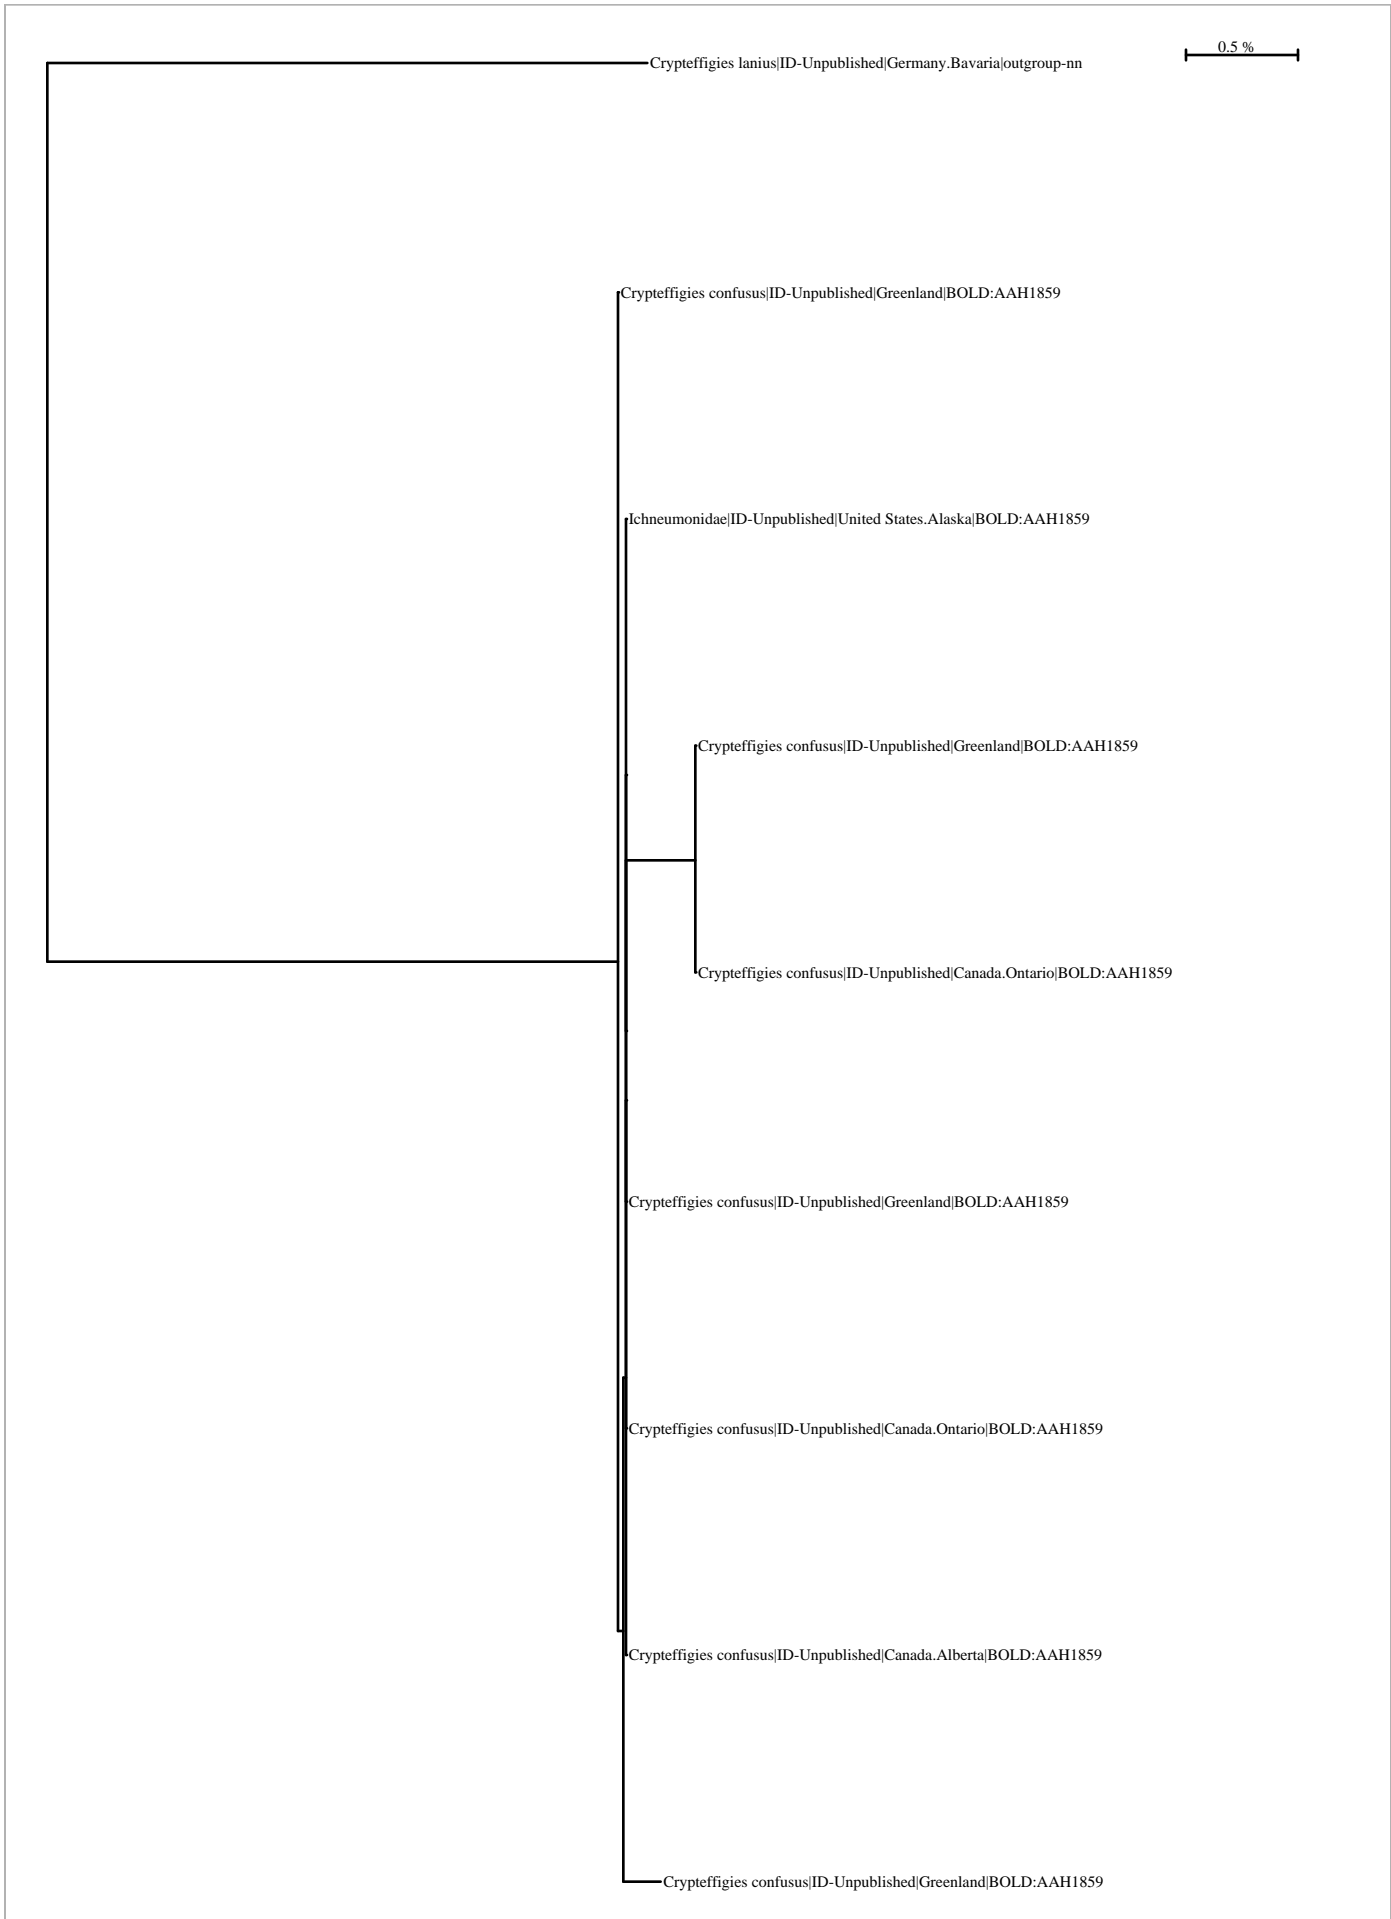 0.5 %
Crypteffigies lanius|ID-Unpublished|Germany.Bavaria|outgroup-nn
Crypteffigies confusus|ID-Unpublished|Greenland|BOLD:AAH1859
Ichneumonidae|ID-Unpublished|United States.Alaska|BOLD:AAH1859
Crypteffigies confusus|ID-Unpublished|Greenland|BOLD:AAH1859
Crypteffigies confusus|ID-Unpublished|Canada.Ontario|BOLD:AAH1859
Crypteffigies confusus|ID-Unpublished|Greenland|BOLD:AAH1859
Crypteffigies confusus|ID-Unpublished|Canada.Ontario|BOLD:AAH1859
Crypteffigies confusus|ID-Unpublished|Canada.Alberta|BOLD:AAH1859
Crypteffigies confusus|ID-Unpublished|Greenland|BOLD:AAH1859